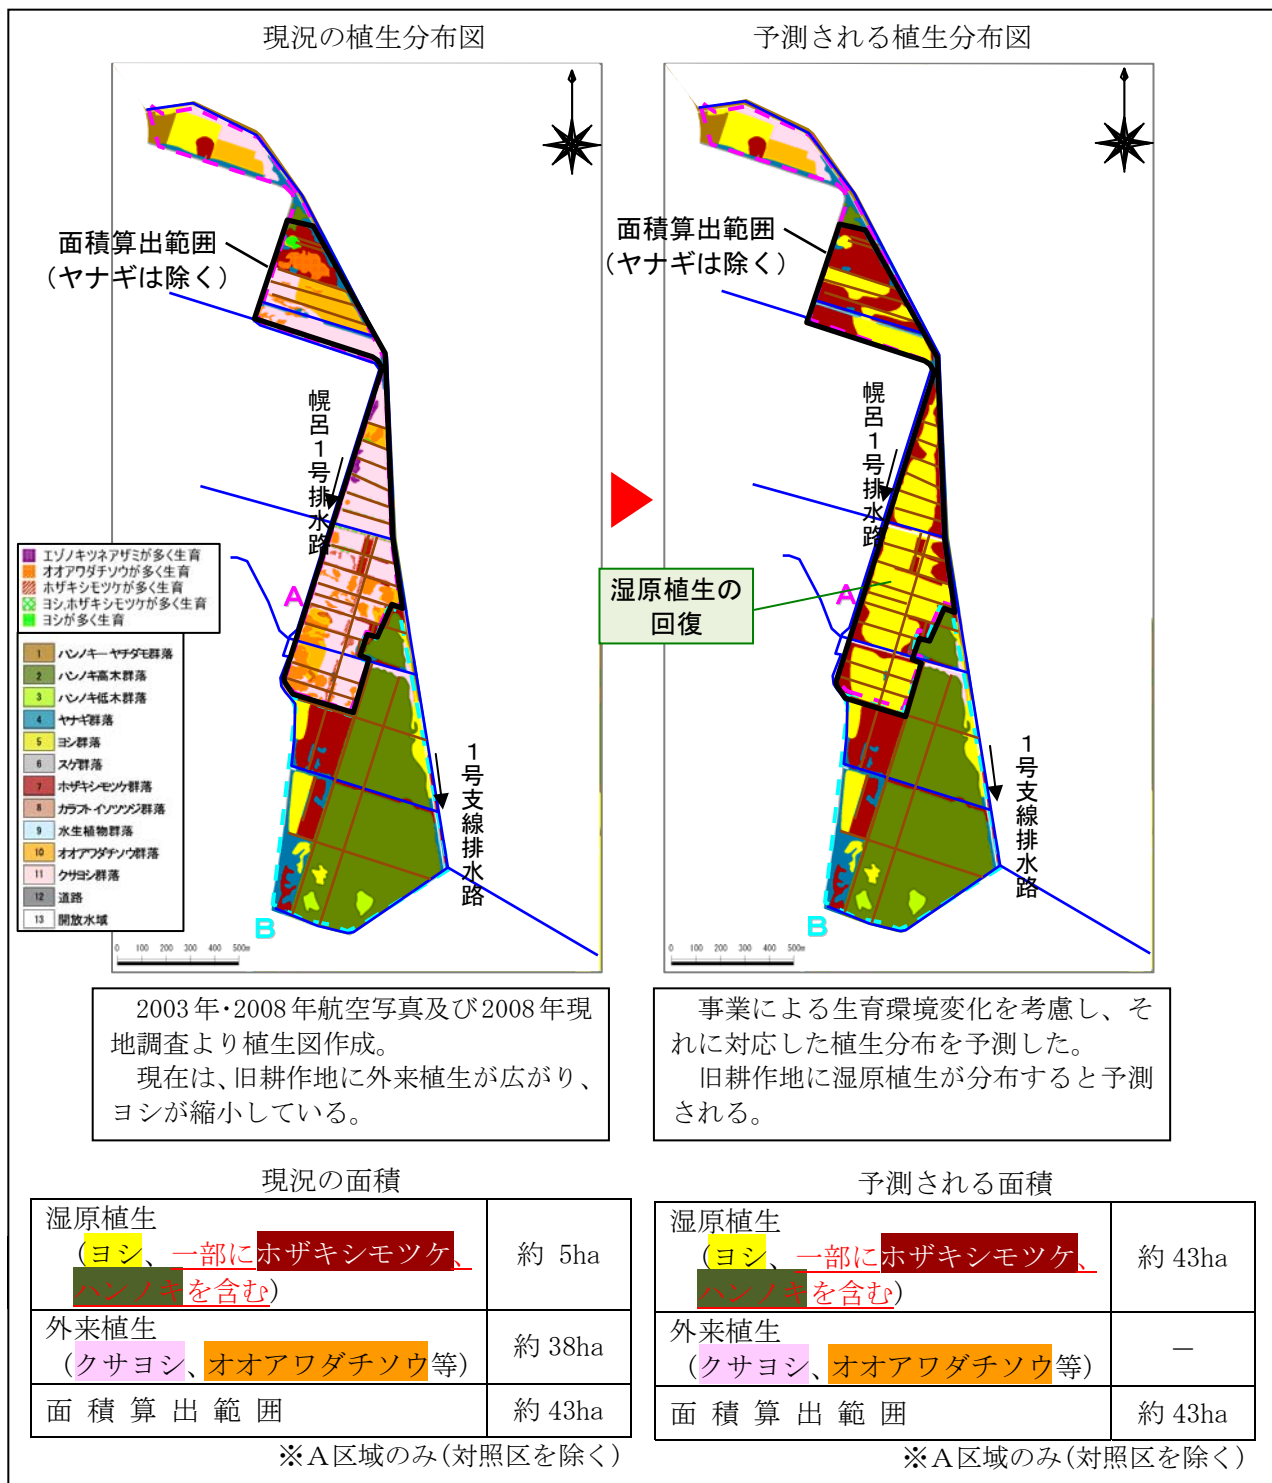 現況の植生分布図
予測される植生分布図
面積算出範囲
(ヤナギは除く)
幌呂1号排水路
A
エゾノキツネアザミが多く生育
オオアワダチソウが多く生育
ホザキシモツケが多く生育
ヨシ,ホザキシモツケが多く生育
ヨシが多く生育
1 ハンノキーヤチダモ群落
2 ハンノキ高木群落
3 ハンノキ低木群落
4 ヤナギ群落
5 ヨシ群落
6 スゲ群落
7 ホザキシモツケ群落
8 カラフトイソツツジ群落
9 水生植物群落
10 オオアワダチソウ群落
11 クサヨシ群落
12 道路
13 開放水域
1号支線排水路
B
0 100 200 300 400 500m
面積算出範囲
(ヤナギは除く)
幌呂1号排水路
A
湿原植生の
回復
1号支線排水路
B
0 100 200 300 400 500m
2003年・2008年航空写真及び2008年現
地調査より植生図作成。
現在は、旧耕作地に外来植生が広がり、
ヨシが縮小している。
事業による生育環境変化を考慮し、そ
れに対応した植生分布を予測した。
旧耕作地に湿原植生が分布すると予測
される。
現況の面積
湿原植生
(ヨシ、一部にホザキシモツケ、
ハンノキを含む)
約 5ha
外来植生
(クサヨシ、オオアワダチソウ等)
約 38ha
面積算出範囲
約 43ha
※A区域のみ(対照区を除く)
予測される面積
湿原植生
(ヨシ、一部にホザキシモツケ、
ハンノキを含む)
約 43ha
外来植生
(クサヨシ、オオアワダチソウ等)
－
面積算出範囲
約 43ha
※A区域のみ(対照区を除く)